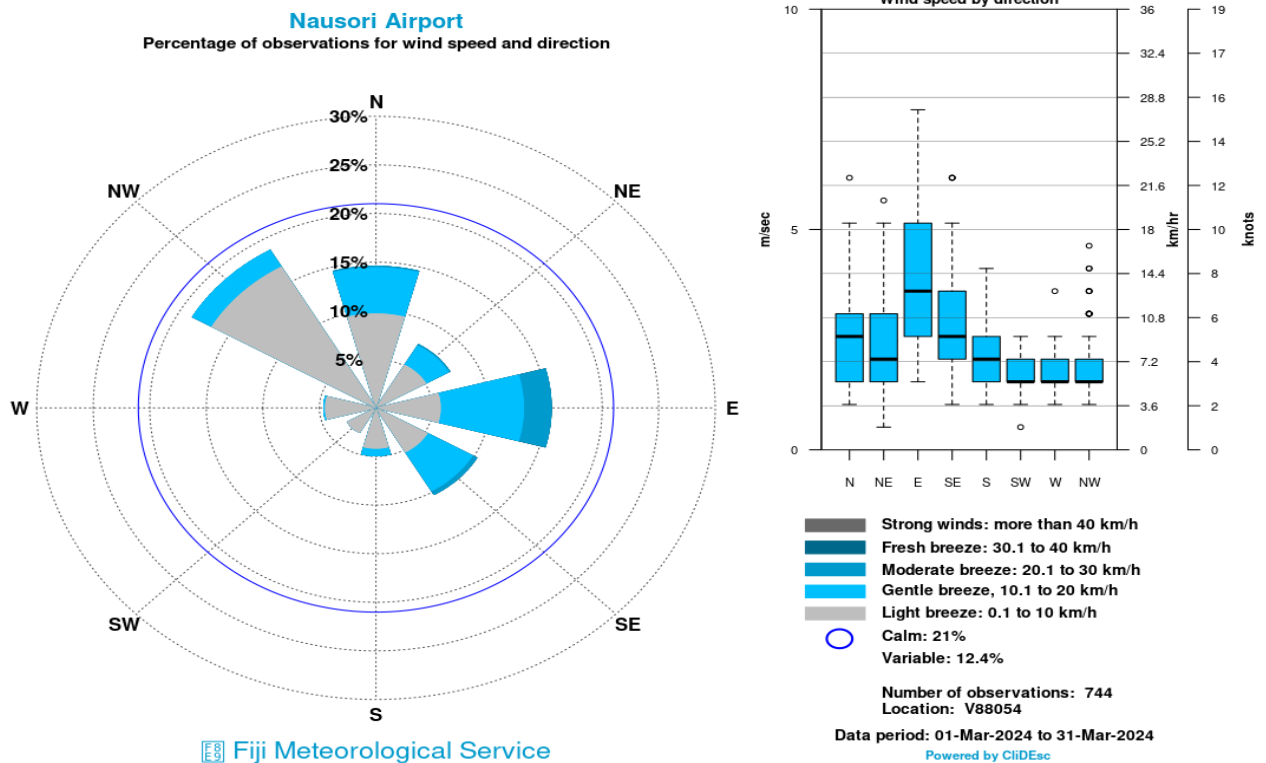 Nausori Airport
Percentage of observations for wind speed and direction
N
30%
25%
20%
15%
10%
5%
NW
NE
W
E
SW
SE
S
Fiji Meteorological Service
Wind speed by direction
10
5
0
m/sec
36
32.4
28.8
25.2
21.6
18
14.4
10.8
7.2
3.6
0
km/hr
19
17
16
14
12
10
8
6
4
2
0
knots
N NE E SE S SW W NW
Strong winds: more than 40 km/h
Fresh breeze: 30.1 to 40 km/h
Moderate breeze: 20.1 to 30 km/h
Gentle breeze, 10.1 to 20 km/h
Light breeze: 0.1 to 10 km/h
Calm: 21%
Variable: 12.4%
Number of observations: 744
Location: V88054
Data period: 01-Mar-2024 to 31-Mar-2024
Powered by CliDEsc